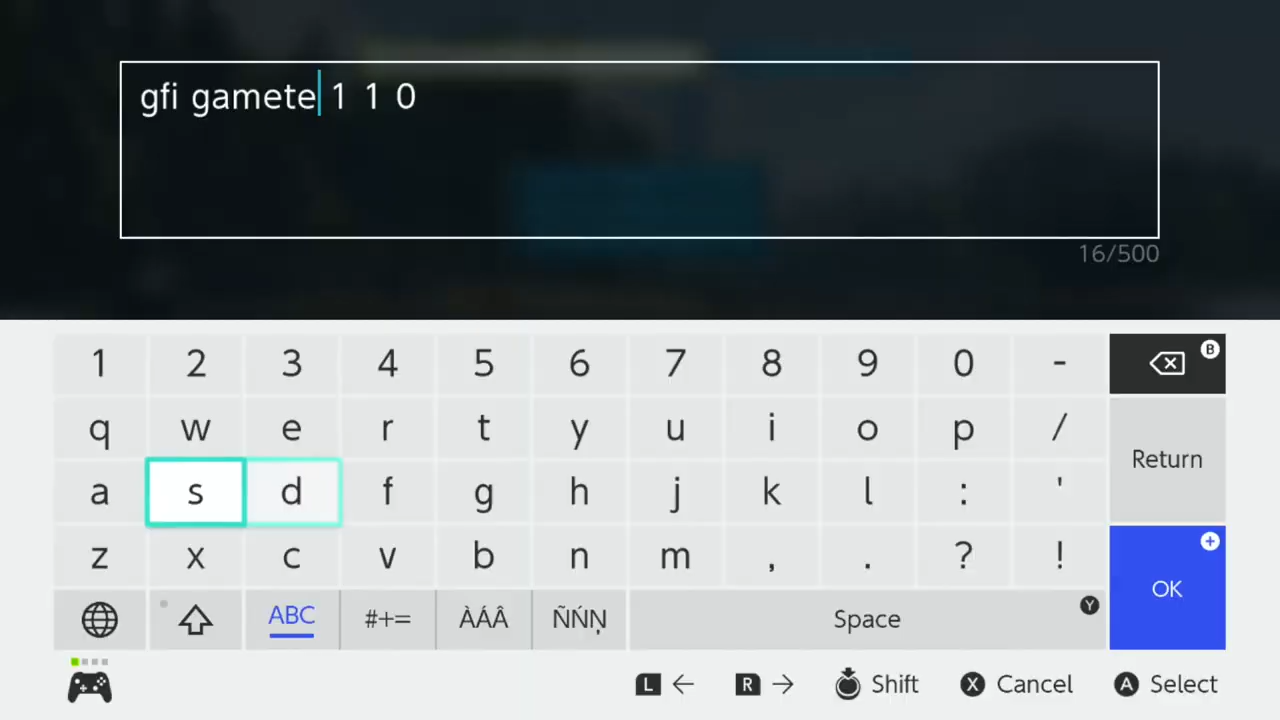 gfi gamete 1 1 0
16/500
1 2 3 4 5 6 7 8 9 0 - B
q w e r t y u i o p / Return
a s d f g h j k l : '
z x c v b n m , . ? ! + OK
ABC #+= ÀÁÂ ÑŃŅ Space Y
L ← R → Shift X Cancel A Select